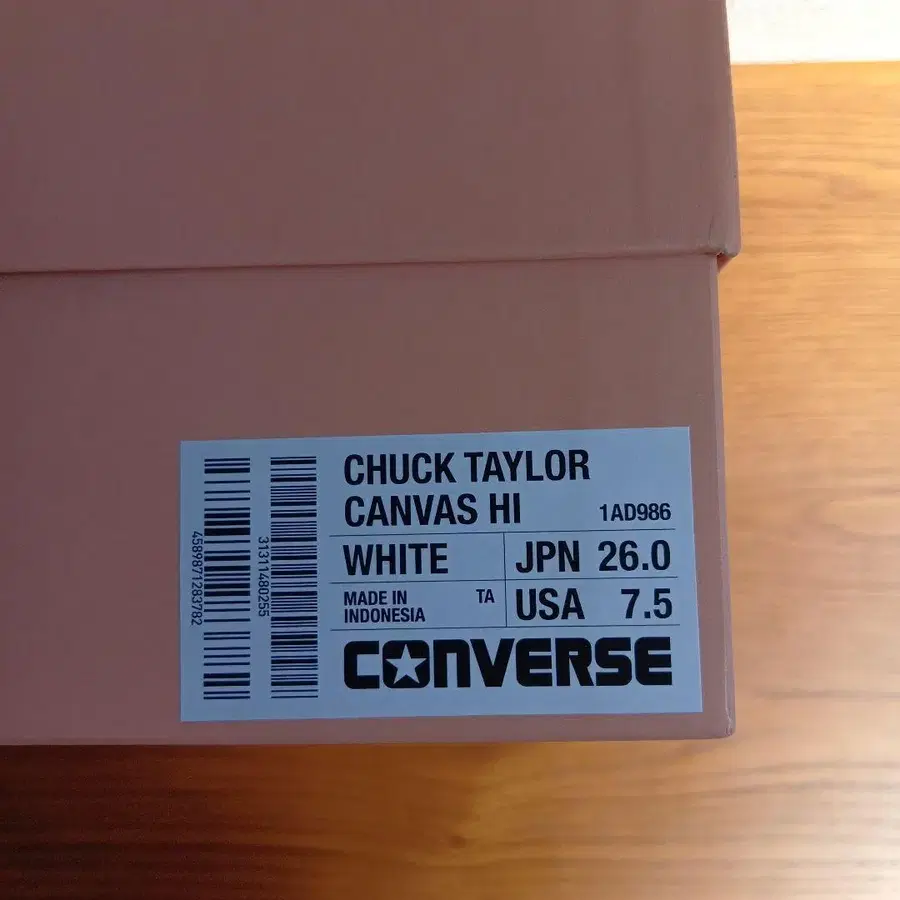 CHUCK TAYLOR
CANVAS HI 1AD986
WHITE JPN 26.0
MADE IN INDONESIA TA USA 7.5
CONVERSE
4589871283782
31311480255